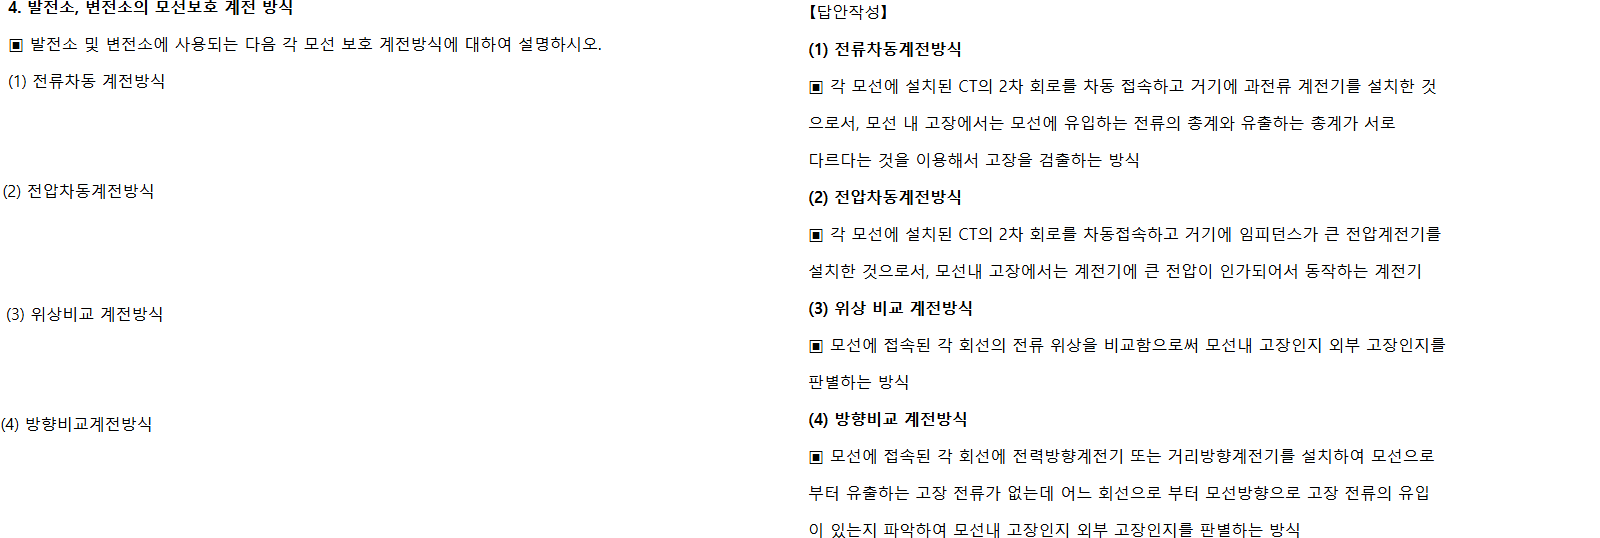 4. 발전소, 변전소의 모선보호 계전 방식
▣ 발전소 및 변전소에 사용되는 다음 각 모선 보호 계전방식에 대하여 설명하시오.
(1) 전류차동 계전방식
(2) 전압차동계전방식
(3) 위상비교 계전방식
(4) 방향비교계전방식
【답안작성】
(1) 전류차동계전방식
▣ 각 모선에 설치된 CT의 2차 회로를 차동 접속하고 거기에 과전류 계전기를 설치한 것
으로서, 모선 내 고장에서는 모선에 유입하는 전류의 총계와 유출하는 총계가 서로
다르다는 것을 이용해서 고장을 검출하는 방식
(2) 전압차동계전방식
▣ 각 모선에 설치된 CT의 2차 회로를 차동접속하고 거기에 임피던스가 큰 전압계전기를
설치한 것으로서, 모선내 고장에서는 계전기에 큰 전압이 인가되어서 동작하는 계전기
(3) 위상 비교 계전방식
▣ 모선에 접속된 각 회선의 전류 위상을 비교함으로써 모선내 고장인지 외부 고장인지를
판별하는 방식
(4) 방향비교 계전방식
▣ 모선에 접속된 각 회선에 전력방향계전기 또는 거리방향계전기를 설치하여 모선으로
부터 유출하는 고장 전류가 없는데 어느 회선으로 부터 모선방향으로 고장 전류의 유입
이 있는지 파악하여 모선내 고장인지 외부 고장인지를 판별하는 방식